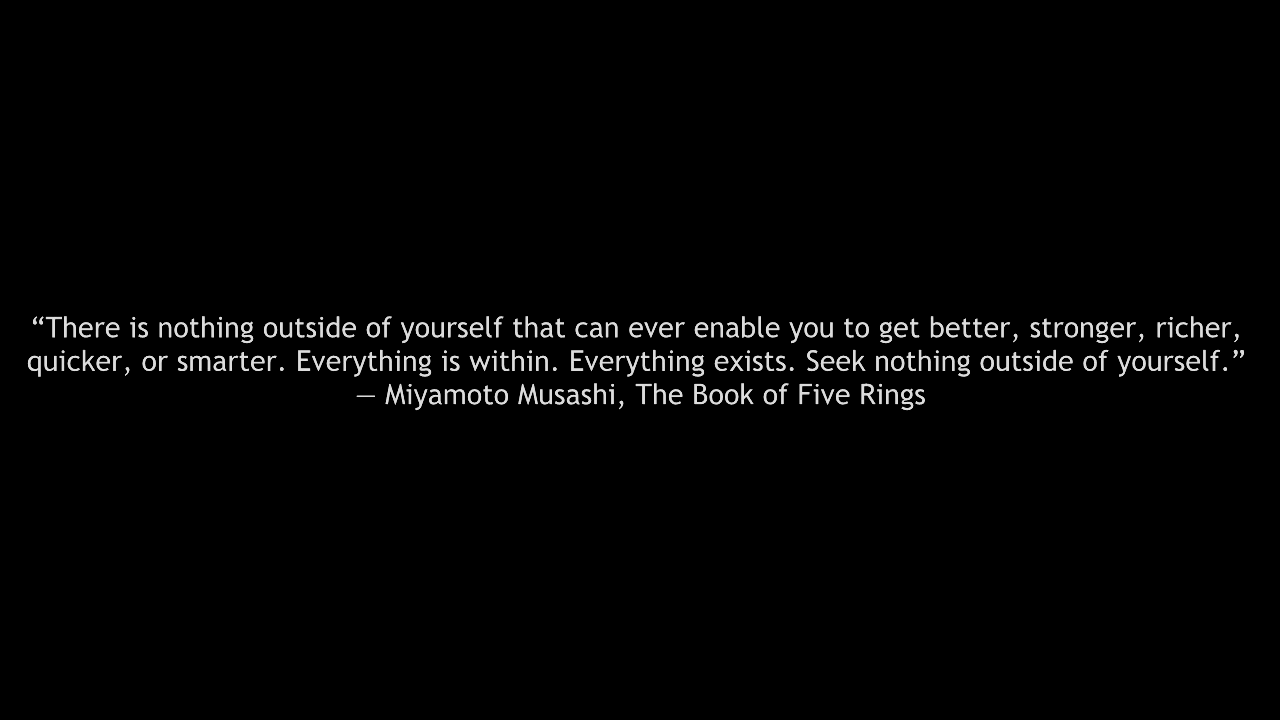 “There is nothing outside of yourself that can ever enable you to get better, stronger, richer,
quicker, or smarter. Everything is within. Everything exists. Seek nothing outside of yourself.”
— Miyamoto Musashi, The Book of Five Rings